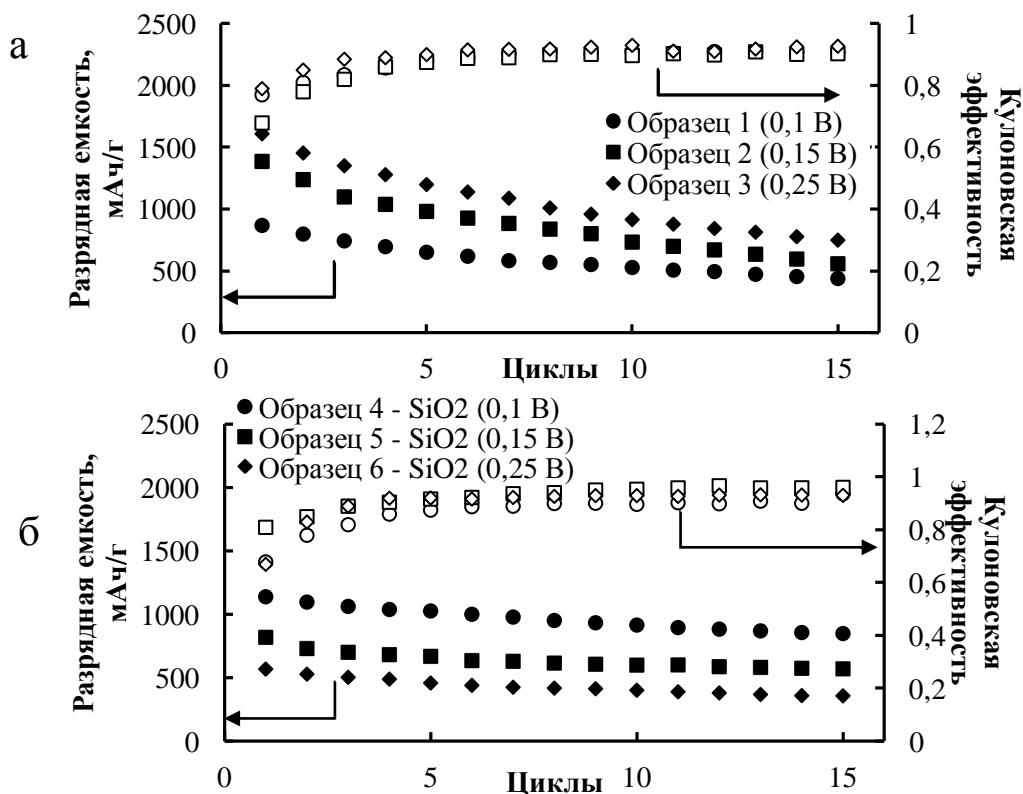 а
Разрядная емкость,
мАч/г
2500
2000
1500
1000
500
0
0
5
10
15
Циклы
1
0,8
0,6
0,4
0,2
0
Кулоновская
эффективность
Образец 1 (0,1 В)
Образец 2 (0,15 В)
Образец 3 (0,25 В)
б
Разрядная емкость,
мАч/г
2500
2000
1500
1000
500
0
0
5
10
15
Циклы
1,2
1
0,8
0,6
0,4
0,2
0
Кулоновская
эффективность
Образец 4 - SiO2 (0,1 В)
Образец 5 - SiO2 (0,15 В)
Образец 6 - SiO2 (0,25 В)